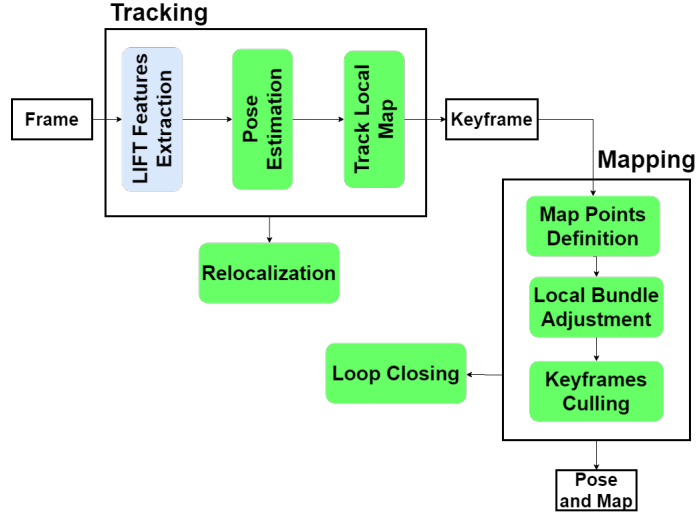 Tracking
Frame
LIFT Features
Extraction
Pose
Estimation
Track Local
Map
Keyframe
Relocalization
Mapping
Map Points
Definition
Local Bundle
Adjustment
Keyframes
Culling
Loop Closing
Pose
and Map